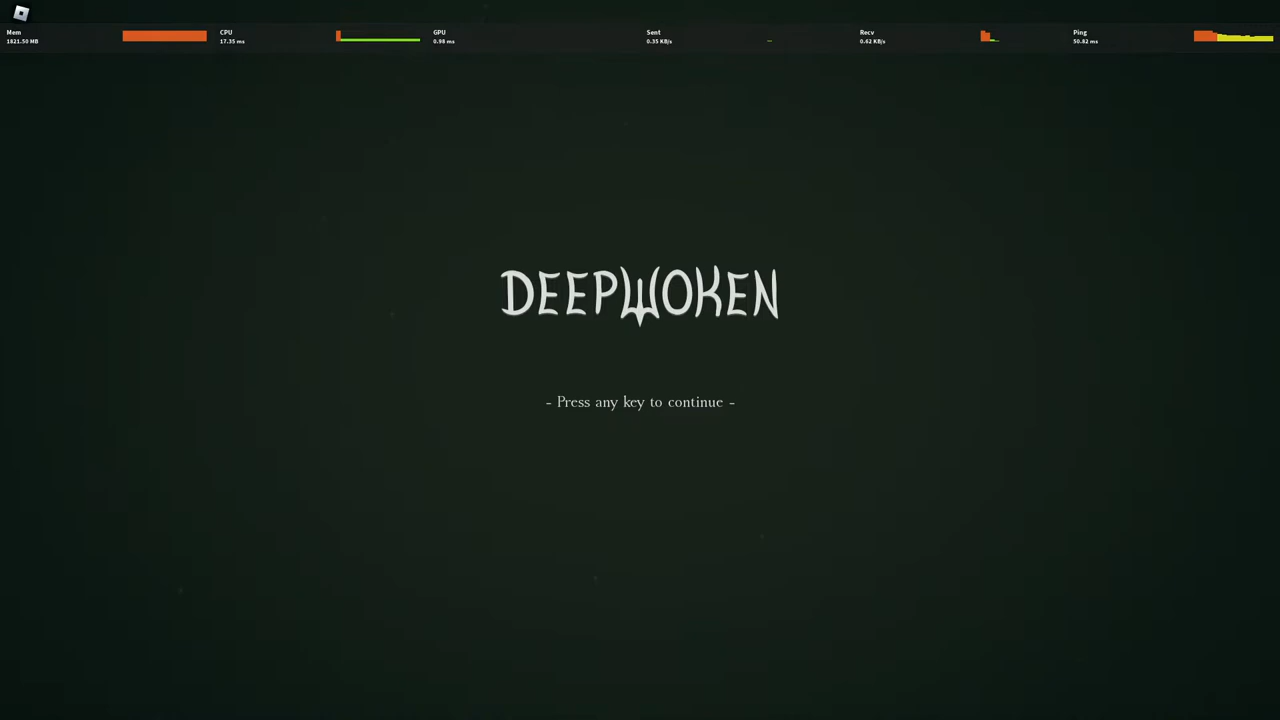 Mem CPU GPU Sent Recv Ping
1821.50 MB 17.35 ms 0.98 ms 0.35 KB/s 0.62 KB/s 50.82 ms
DEEPWOKEN
- Press any key to continue -